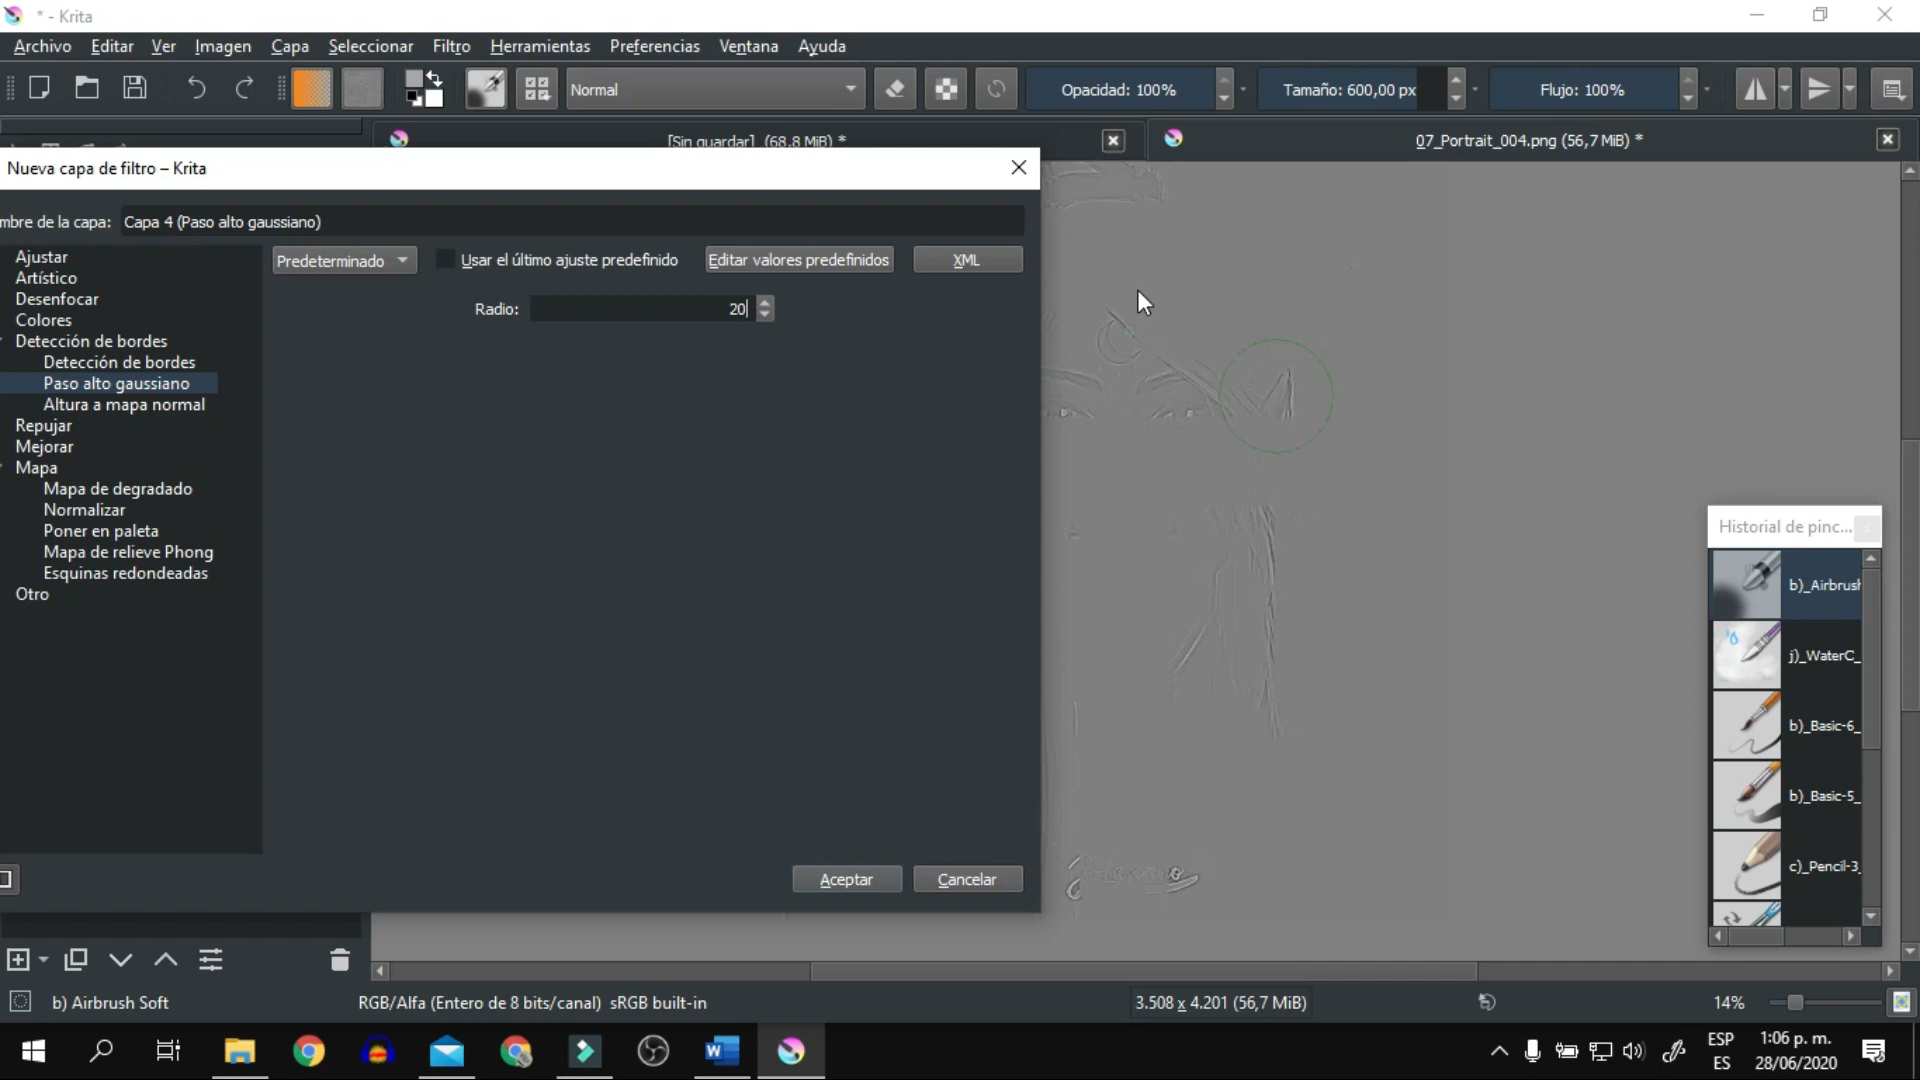 * - Krita
Archivo Editar Ver Imagen Capa Seleccionar Filtro Herramientas Preferencias Ventana Ayuda
Normal Opacidad: 100% Tamaño: 600,00 px Flujo: 100%
[Sin guardar] (68,8 MiB) * 07_Portrait_004.png (56,7 MiB) *
Nueva capa de filtro – Krita
mbre de la capa: Capa 4 (Paso alto gaussiano)
Predeterminado Usar el último ajuste predefinido Editar valores predefinidos XML
Radio: 20
Ajustar
Artístico
Desenfocar
Colores
Detección de bordes
Detección de bordes
Paso alto gaussiano
Altura a mapa normal
Repujar
Mejorar
Mapa
Mapa de degradado
Normalizar
Poner en paleta
Mapa de relieve Phong
Esquinas redondeadas
Otro
Aceptar Cancelar
Historial de pinc...
b)_Airbrush
j)_WaterC_
b)_Basic-6_
b)_Basic-5_
c)_Pencil-3_
b) Airbrush Soft RGB/Alfa (Entero de 8 bits/canal) sRGB built-in 3.508 x 4.201 (56,7 MiB) 14%
ESP
ES
1:06 p. m.
28/06/2020